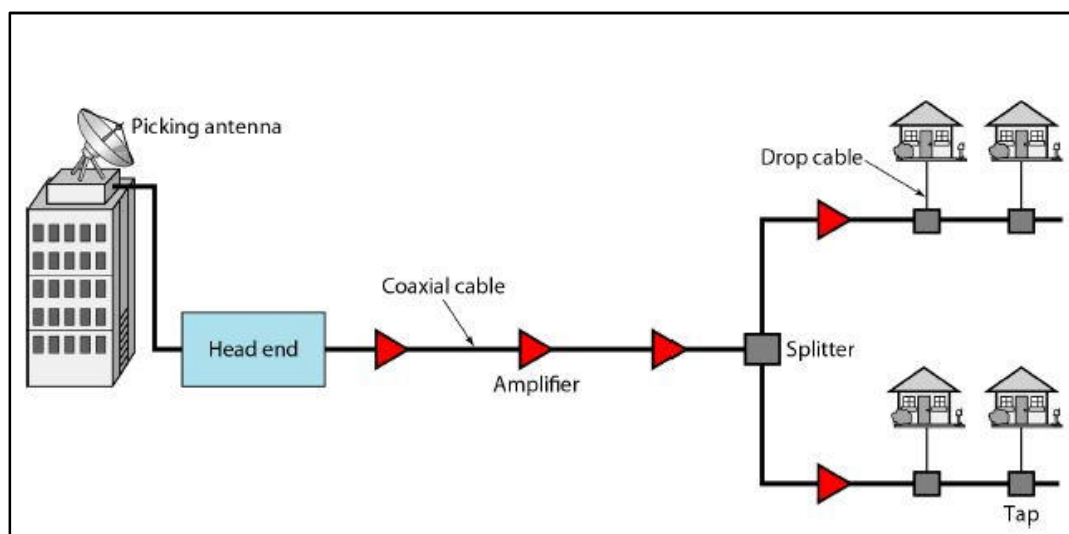 Picking antenna
Drop cable
Coaxial cable
Head end
Splitter
Amplifier
Tap